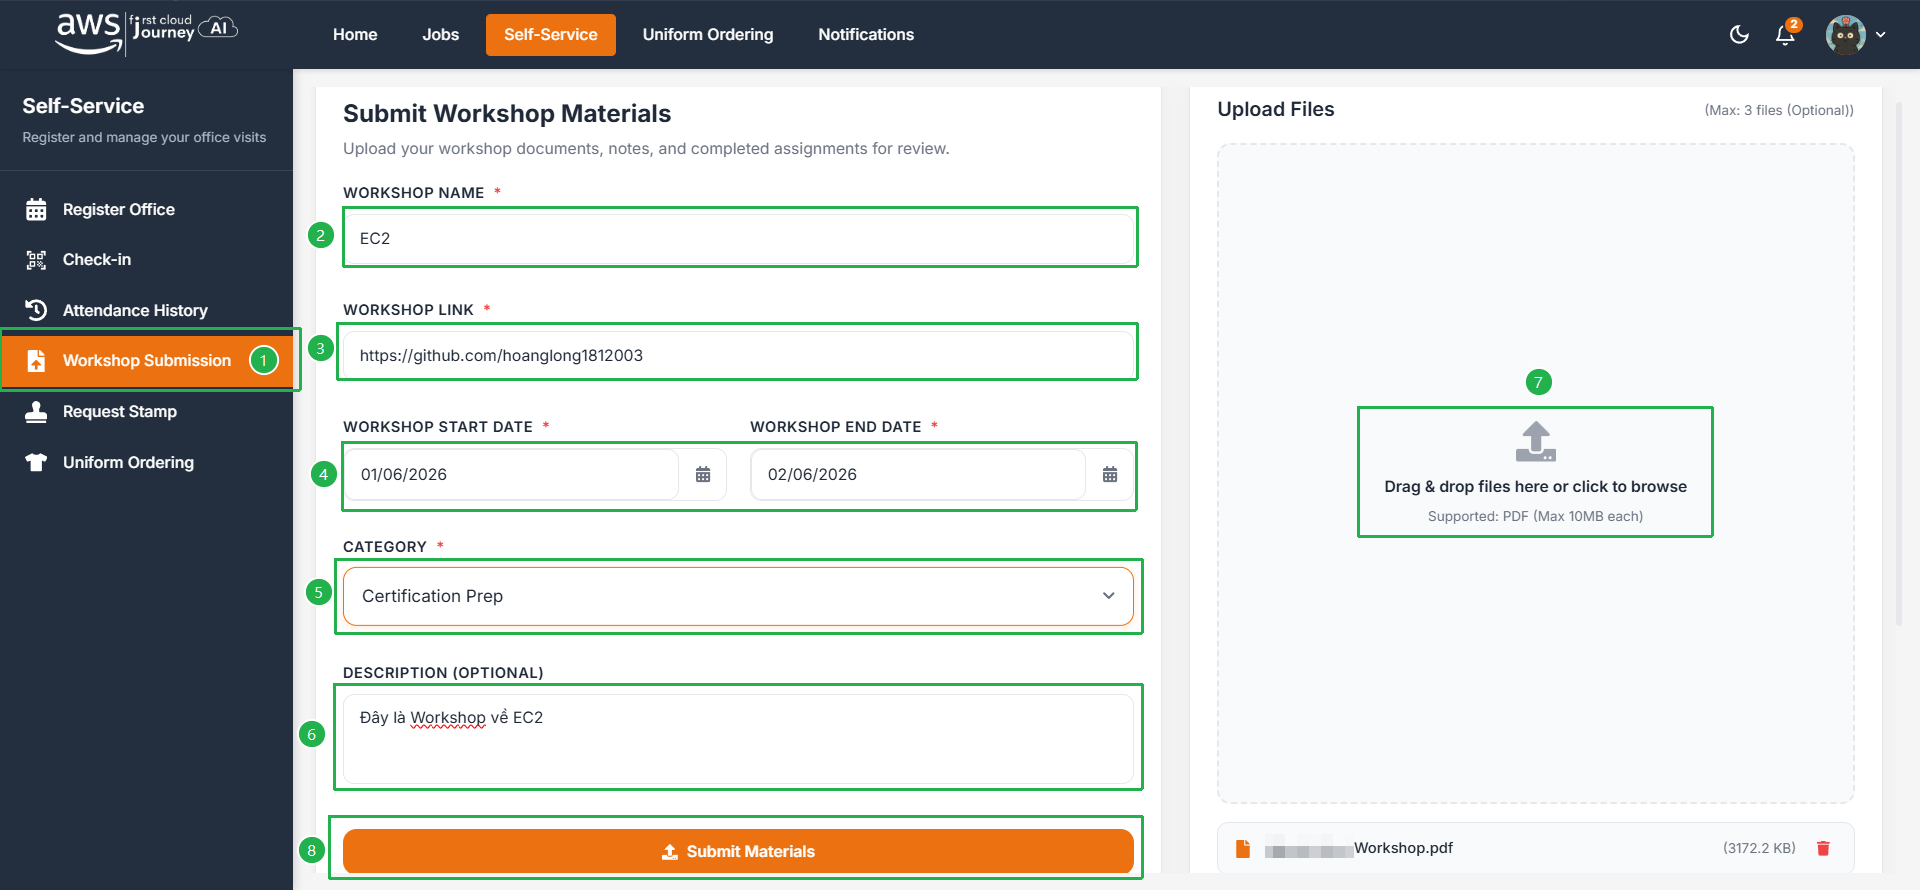 aws first cloud journey AI
Home
Jobs
Self-Service
Uniform Ordering
Notifications
2
Self-Service
Register and manage your office visits
Register Office
Check-in
Attendance History
Workshop Submission
1
Request Stamp
Uniform Ordering
Submit Workshop Materials
Upload your workshop documents, notes, and completed assignments for review.
WORKSHOP NAME *
2
EC2
WORKSHOP LINK *
3
https://github.com/hoanglong1812003
WORKSHOP START DATE *
WORKSHOP END DATE *
4
01/06/2026
02/06/2026
CATEGORY *
5
Certification Prep
DESCRIPTION (OPTIONAL)
6
Đây là Workshop về EC2
8
Submit Materials
Upload Files
(Max: 3 files (Optional))
7
Drag & drop files here or click to browse
Supported: PDF (Max 10MB each)
Workshop.pdf
(3172.2 KB)